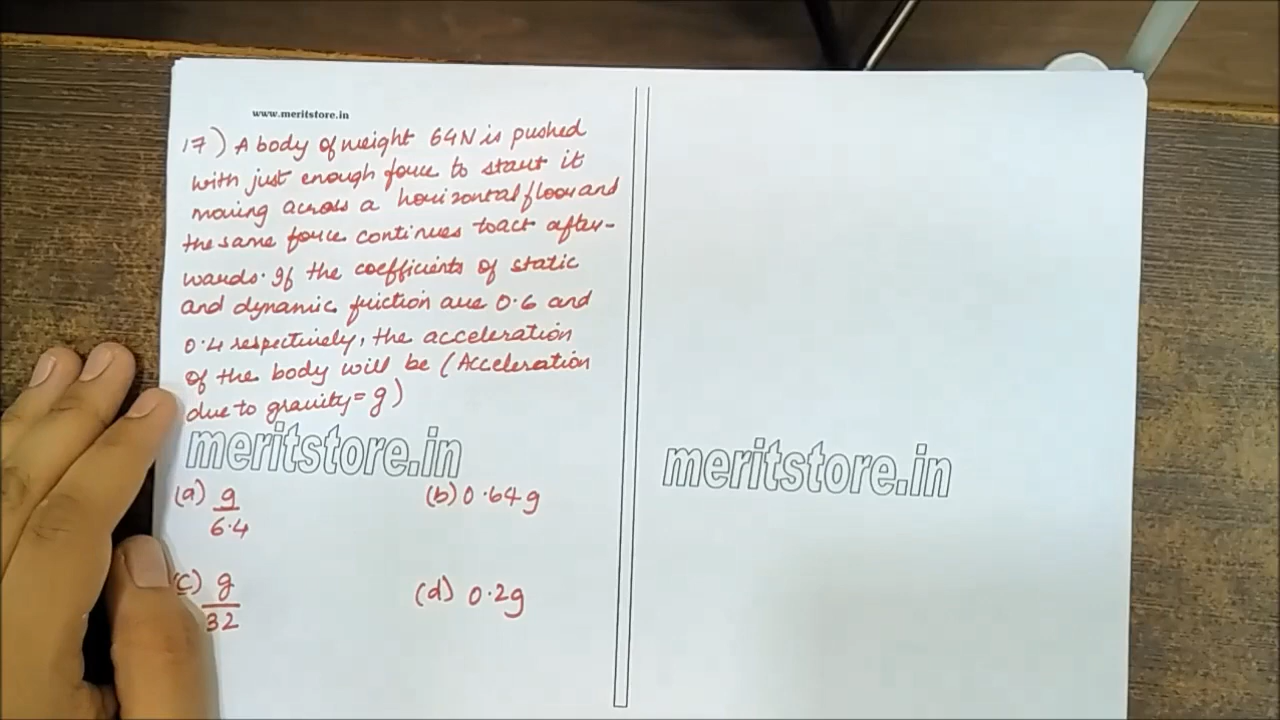 www.meritstore.in
17) A body of weight 64N is pushed
with just enough force to start it
moving across a horizontal floor and
the same force continues to act after-
wards. If the coefficients of static
and dynamic friction are 0.6 and
0.4 respectively, the acceleration
of the body will be (Acceleration
due to gravity = g)
meritstore.in
meritstore.in
(a) g/6.4 (b) 0.64g
(c) g/32 (d) 0.2g